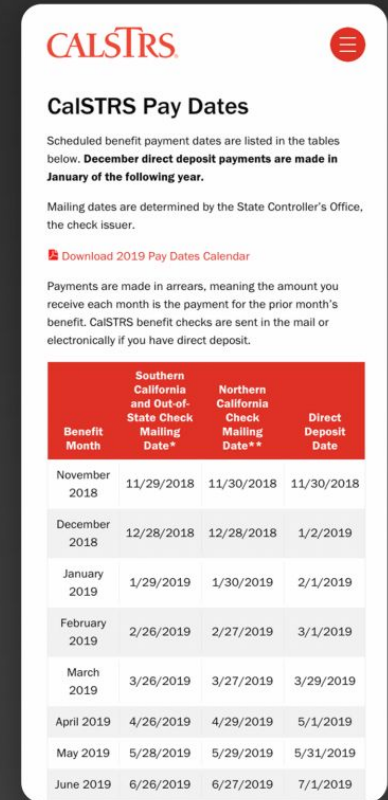 CALSTRS
CalSTRS Pay Dates
Scheduled benefit payment dates are listed in the tables
below. December direct deposit payments are made in
January of the following year.
Mailing dates are determined by the State Controller's Office,
the check issuer.
Download 2019 Pay Dates Calendar
Payments are made in arrears, meaning the amount you
receive each month is the payment for the prior month's
benefit. CalSTRS benefit checks are sent in the mail or
electronically if you have direct deposit.
Benefit Month Southern California and Out-of-State Check Mailing Date* Northern California Check Mailing Date** Direct Deposit Date
November 2018 11/29/2018 11/30/2018 11/30/2018
December 2018 12/28/2018 12/28/2018 1/2/2019
January 2019 1/29/2019 1/30/2019 2/1/2019
February 2019 2/26/2019 2/27/2019 3/1/2019
March 2019 3/26/2019 3/27/2019 3/29/2019
April 2019 4/26/2019 4/29/2019 5/1/2019
May 2019 5/28/2019 5/29/2019 5/31/2019
June 2019 6/26/2019 6/27/2019 7/1/2019